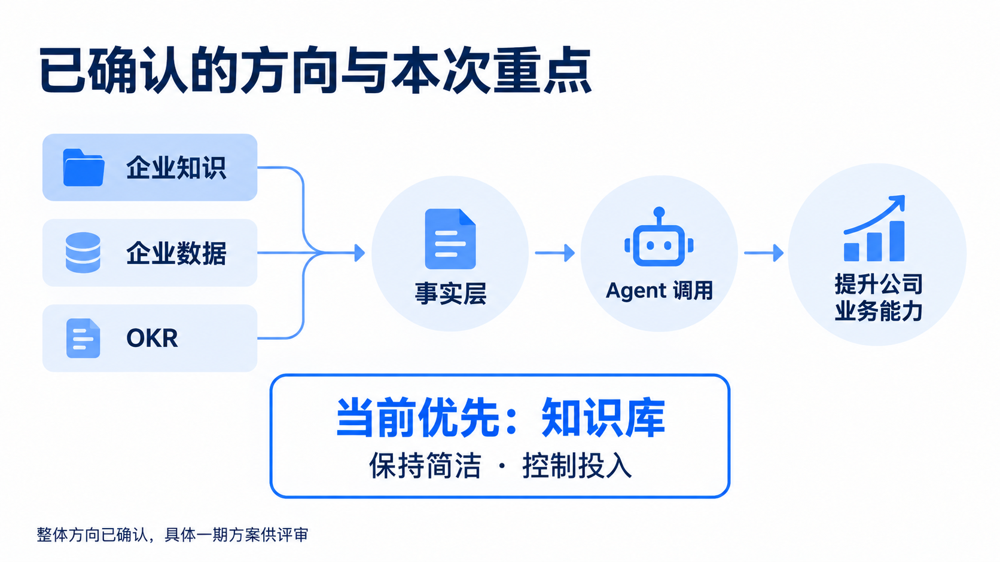 已确认的方向与本次重点
企业知识
企业数据
OKR
事实层
Agent 调用
提升公司
业务能力
当前优先：知识库
保持简洁 · 控制投入
整体方向已确认，具体一期方案供评审